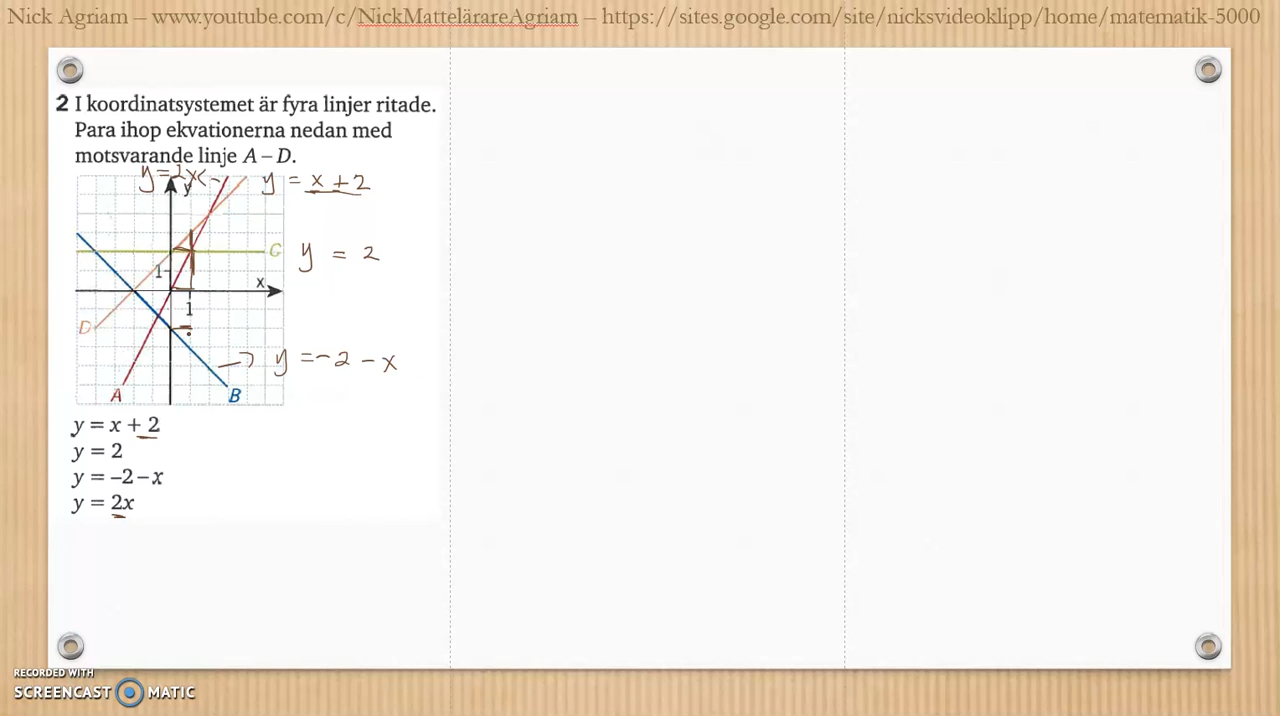 Nick Agriam – www.youtube.com/c/NickMattelärareAgriam – https://sites.google.com/site/nicksvideoklipp/home/matematik-5000
2 I koordinatsystemet är fyra linjer ritade.
Para ihop ekvationerna nedan med
motsvarande linje A – D.
y = 2x
y = x + 2
y
C
y = 2
1
x
1
D
y = -2 - x
A
B
y = x + 2
y = 2
y = –2 – x
y = 2x
RECORDED WITH
SCREENCAST MATIC